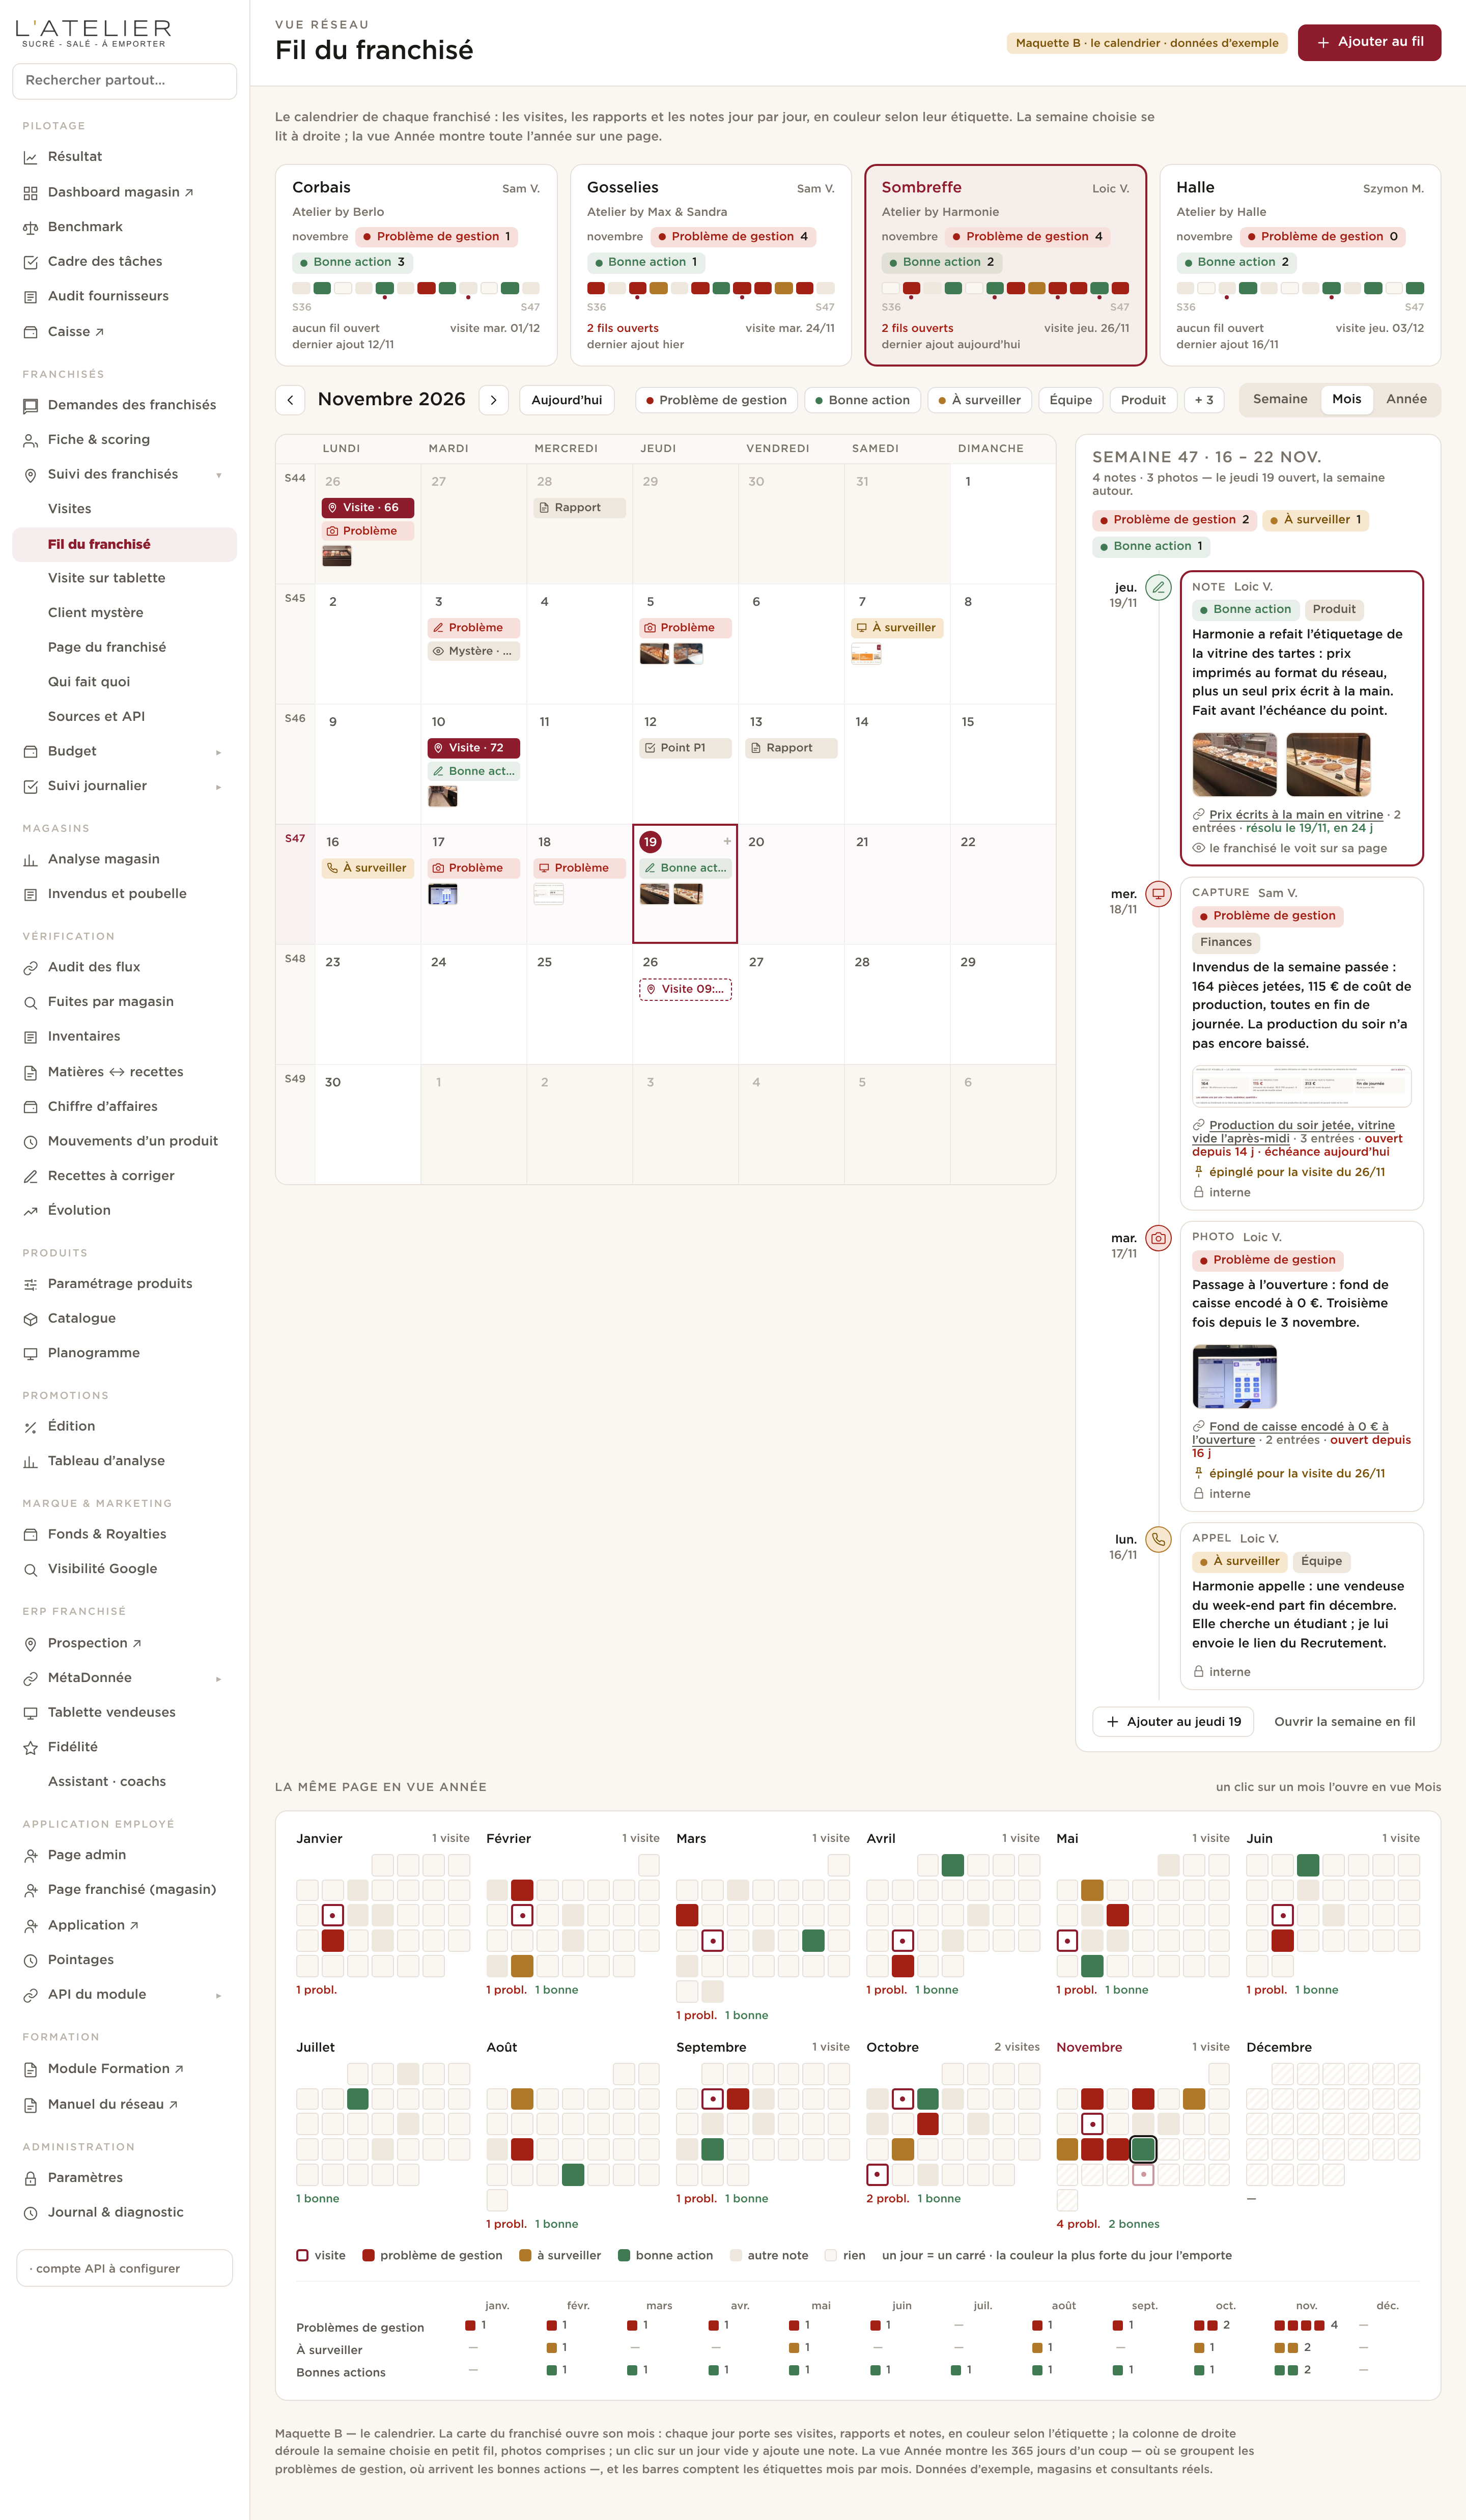 L'ATELIER
SUCRÉ - SALÉ - À EMPORTER
Rechercher partout...
PILOTAGE
Résultat
Dashboard magasin ↗
Benchmark
Cadre des tâches
Audit fournisseurs
Caisse ↗
FRANCHISÉS
Demandes des franchisés
Fiche & scoring
Suivi des franchisés
Visites
Fil du franchisé
Visite sur tablette
Client mystère
Page du franchisé
Qui fait quoi
Sources et API
Budget
Suivi journalier
MAGASINS
Analyse magasin
Invendus et poubelle
VÉRIFICATION
Audit des flux
Fuites par magasin
Inventaires
Matières ↔ recettes
Chiffre d'affaires
Mouvements d'un produit
Recettes à corriger
Évolution
PRODUITS
Paramétrage produits
Catalogue
Planogramme
PROMOTIONS
Édition
Tableau d'analyse
MARQUE & MARKETING
Fonds & Royalties
Visibilité Google
ERP FRANCHISÉ
Prospection ↗
MétaDonnée
Tablette vendeuses
Fidélité
Assistant · coachs
APPLICATION EMPLOYÉ
Page admin
Page franchisé (magasin)
Application ↗
Pointages
API du module
FORMATION
Module Formation ↗
Manuel du réseau ↗
ADMINISTRATION
Paramètres
Journal & diagnostic
· compte API à configurer
VUE RÉSEAU
Fil du franchisé
Maquette B · le calendrier · données d'exemple
+ Ajouter au fil
Le calendrier de chaque franchisé : les visites, les rapports et les notes jour par jour, en couleur selon leur étiquette. La semaine choisie se
lit à droite ; la vue Année montre toute l'année sur une page.
Corbais Sam V.
Atelier by Berlo
novembre Problème de gestion 1
Bonne action 3
S36 S47
aucun fil ouvert visite mar. 01/12
dernier ajout 12/11
Gosselies Sam V.
Atelier by Max & Sandra
novembre Problème de gestion 4
Bonne action 1
S36 S47
2 fils ouverts visite mar. 24/11
dernier ajout hier
Sombreffe Loic V.
Atelier by Harmonie
novembre Problème de gestion 4
Bonne action 2
S36 S47
2 fils ouverts visite jeu. 26/11
dernier ajout aujourd'hui
Halle Szymon M.
Atelier by Halle
novembre Problème de gestion 0
Bonne action 2
S36 S47
aucun fil ouvert visite jeu. 03/12
dernier ajout 16/11
Novembre 2026 Aujourd'hui Problème de gestion Bonne action À surveiller Équipe Produit + 3 Semaine Mois Année
LUNDI MARDI MERCREDI JEUDI VENDREDI SAMEDI DIMANCHE
S44 26 27 28 29 30 31 1
Visite · 66 Rapport
Problème
S45 2 3 4 5 6 7 8
Problème Problème À surveiller
Mystère · ...
S46 9 10 11 12 13 14 15
Visite · 72 Point P1 Rapport
Bonne act...
S47 16 17 18 19 + 20 21 22
À surveiller Problème Problème Bonne act...
S48 23 24 25 26 27 28 29
Visite 09:...
S49 30 1 2 3 4 5 6
SEMAINE 47 · 16 – 22 NOV.
4 notes · 3 photos — le jeudi 19 ouvert, la semaine
autour.
Problème de gestion 2 À surveiller 1
Bonne action 1
jeu.
19/11
NOTE Loic V.
Bonne action Produit
Harmonie a refait l'étiquetage de
la vitrine des tartes : prix
imprimés au format du réseau,
plus un seul prix écrit à la main.
Fait avant l'échéance du point.
Prix écrits à la main en vitrine · 2
entrées · résolu le 19/11, en 24 j
le franchisé le voit sur sa page
mer.
18/11
CAPTURE Sam V.
Problème de gestion
Finances
Invendus de la semaine passée :
164 pièces jetées, 115 € de coût de
production, toutes en fin de
journée. La production du soir n'a
pas encore baissé.
Production du soir jetée, vitrine
vide l'après-midi · 3 entrées · ouvert
depuis 14 j · échéance aujourd'hui
épinglé pour la visite du 26/11
interne
mar.
17/11
PHOTO Loic V.
Problème de gestion
Passage à l'ouverture : fond de
caisse encodé à 0 €. Troisième
fois depuis le 3 novembre.
Fond de caisse encodé à 0 € à
l'ouverture · 2 entrées · ouvert depuis
16 j
épinglé pour la visite du 26/11
interne
lun.
16/11
APPEL Loic V.
À surveiller Équipe
Harmonie appelle : une vendeuse
du week-end part fin décembre.
Elle cherche un étudiant ; je lui
envoie le lien du Recrutement.
interne
+ Ajouter au jeudi 19 Ouvrir la semaine en fil
LA MÊME PAGE EN VUE ANNÉE un clic sur un mois l'ouvre en vue Mois
Janvier 1 visite Février 1 visite Mars 1 visite Avril 1 visite Mai 1 visite Juin 1 visite
1 probl. 1 probl. 1 bonne 1 probl. 1 bonne 1 probl. 1 bonne 1 probl. 1 bonne 1 probl. 1 bonne
Juillet Août Septembre 1 visite Octobre 2 visites Novembre 1 visite Décembre
1 bonne 1 probl. 1 bonne 1 probl. 1 bonne 2 probl. 1 bonne 4 probl. 2 bonnes —
visite problème de gestion à surveiller bonne action autre note rien un jour = un carré · la couleur la plus forte du jour l'emporte
janv. févr. mars avr. mai juin juil. août sept. oct. nov. déc.
Problèmes de gestion 1 1 1 1 1 1 — 1 1 2 4 —
À surveiller — 1 — — 1 — — 1 — 1 2 —
Bonnes actions — 1 1 1 1 1 1 1 1 1 2 —
Maquette B — le calendrier. La carte du franchisé ouvre son mois : chaque jour porte ses visites, rapports et notes, en couleur selon l'étiquette ; la colonne de droite
déroule la semaine choisie en petit fil, photos comprises ; un clic sur un jour vide y ajoute une note. La vue Année montre les 365 jours d'un coup — où se groupent les
problèmes de gestion, où arrivent les bonnes actions —, et les barres comptent les étiquettes mois par mois. Données d'exemple, magasins et consultants réels.